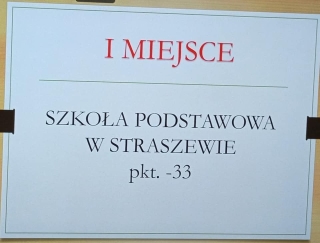 I MIEJSCE
SZKOŁA PODSTAWOWA
W STRASZEWIE
pkt. -33